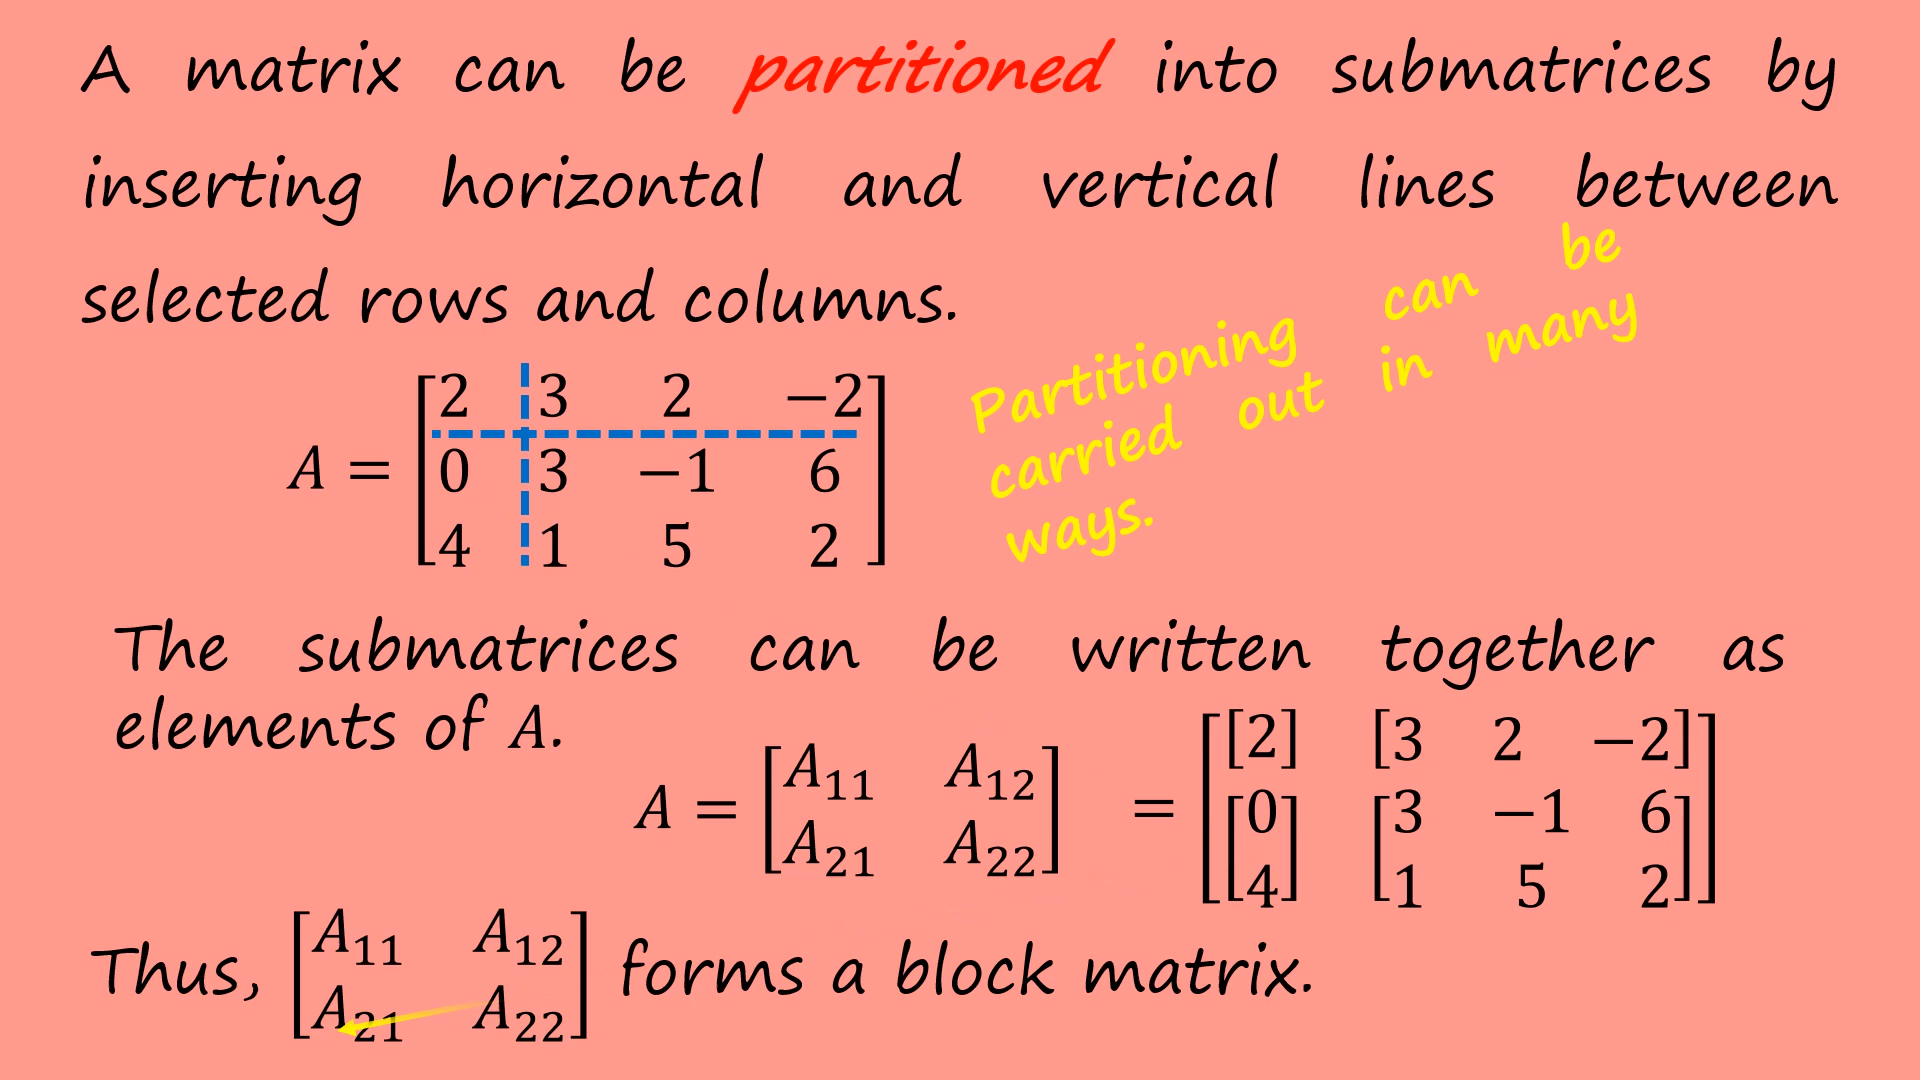 A matrix can be partitioned into submatrices by
inserting horizontal and vertical lines between
selected rows and columns.
Partitioning can be
carried out in many
ways.
A = [2 3 2 −2
0 3 −1 6
4 1 5 2]
The submatrices can be written together as
elements of A.
A = [A₁₁ A₁₂
A₂₁ A₂₂]
= [[2] [3 2 −2]
[0 4] [3 −1 6
1 5 2]]
Thus, [A₁₁ A₁₂
A₂₁ A₂₂] forms a block matrix.